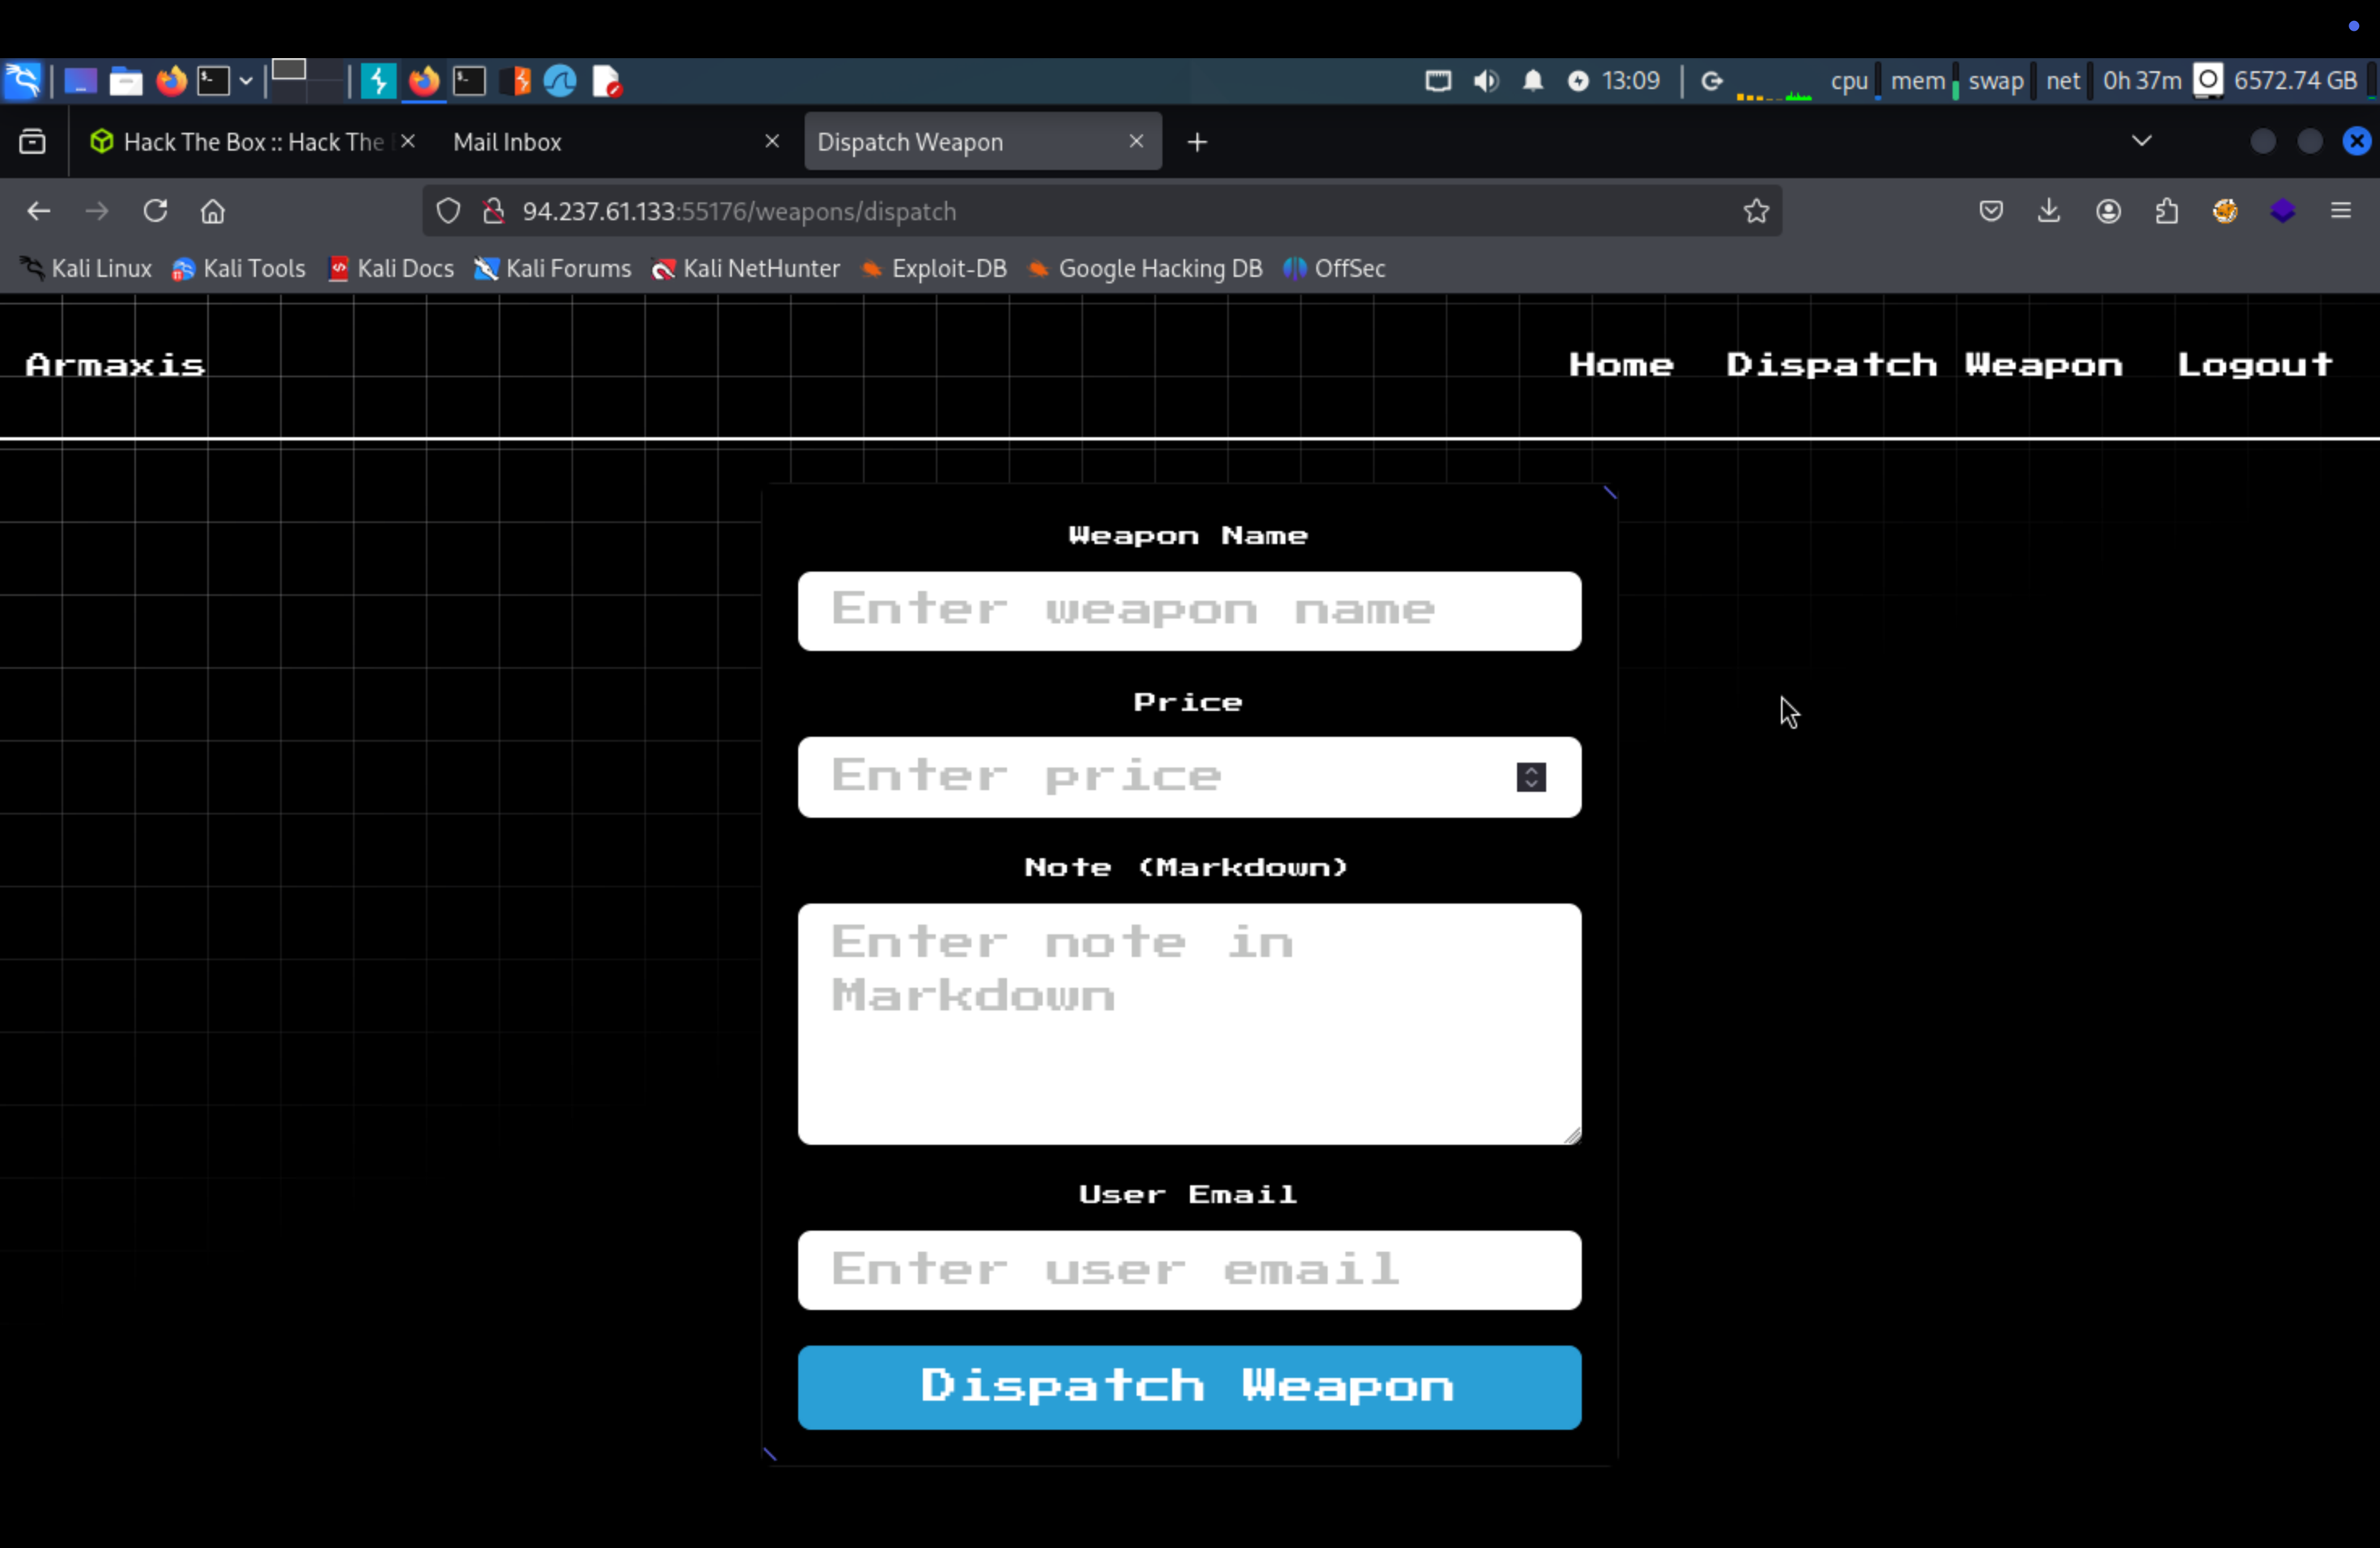 13:09 cpu mem swap net 0h 37m 6572.74 GB
Hack The Box :: Hack The Mail Inbox Dispatch Weapon
94.237.61.133:55176/weapons/dispatch
Kali Linux Kali Tools Kali Docs Kali Forums Kali NetHunter Exploit-DB Google Hacking DB OffSec
Armaxis Home Dispatch Weapon Logout
Weapon Name
Enter weapon name
Price
Enter price
Note (Markdown)
Enter note in
Markdown
User Email
Enter user email
Dispatch Weapon